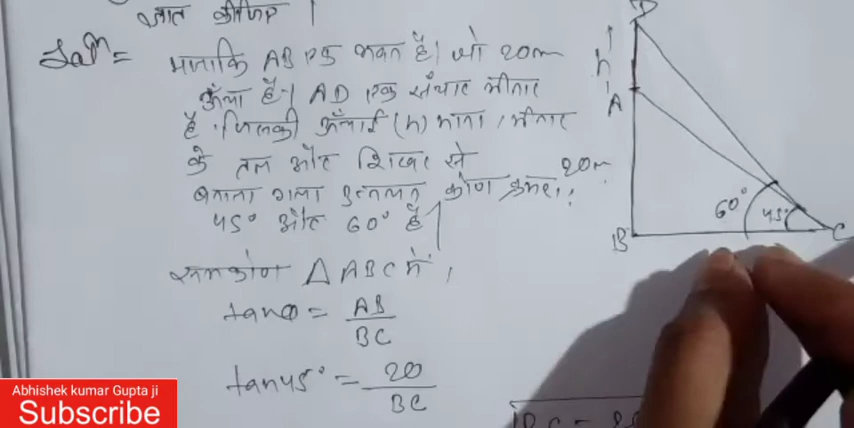 ज्ञात कीजिए।
Soln =
मानाकि AB एक भवन है। जो 20m
ऊँचा है। AD एक संचार मीनार
है। जिसकी ऊँचाई (h) माना। मीनार
के तल और शिखर से
बनाया गया उन्नयन कोण क्रमशः
45° और 60° है।
समकोण △ ABC में,
tanθ = AB
BC
tan45° = 20
BC
D
h
A
20m
60°
45°
B
C
BC =
Abhishek kumar Gupta ji
Subscribe